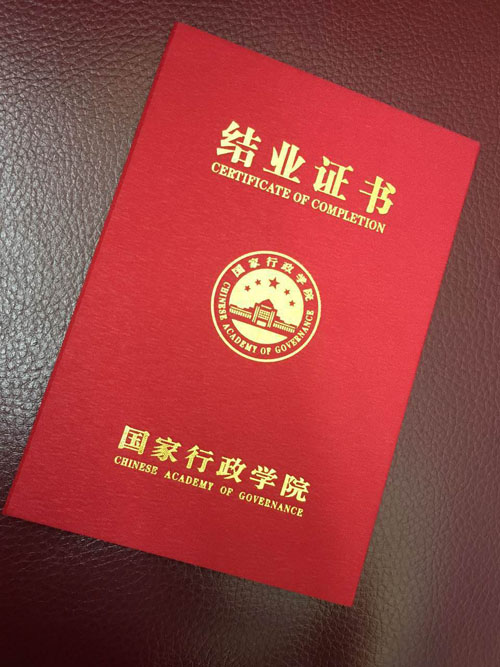 结业证书
CERTIFICATE OF COMPLETION
国家行政学院
CHINESE ACADEMY OF GOVERNANCE
国家行政学院
CHINESE ACADEMY OF GOVERNANCE